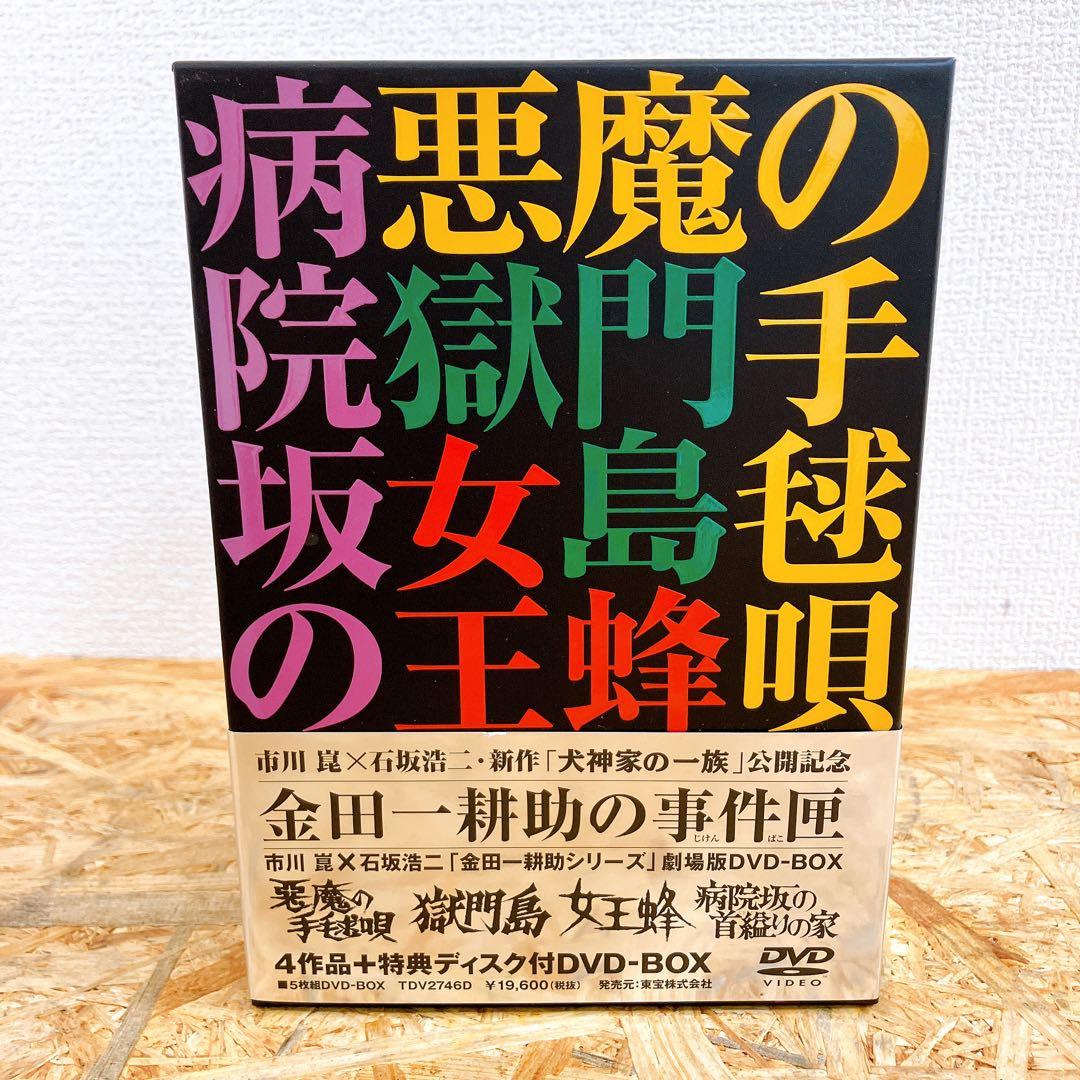 病悪魔の
院獄門手
坂女島毬
の王蜂唄
市川 崑×石坂浩二・新作「犬神家の一族」公開記念
金田一耕助の事件匣
じけん ばこ
市川 崑×石坂浩二「金田一耕助シリーズ」劇場版DVD-BOX
悪魔の
手毬唄
獄門島
女王蜂
病院坂の
首縊りの家
4作品+特典ディスク付DVD-BOX
DVD
VIDEO
■5枚組DVD-BOX TDV2746D ¥19,600(税抜) 発売元:東宝株式会社